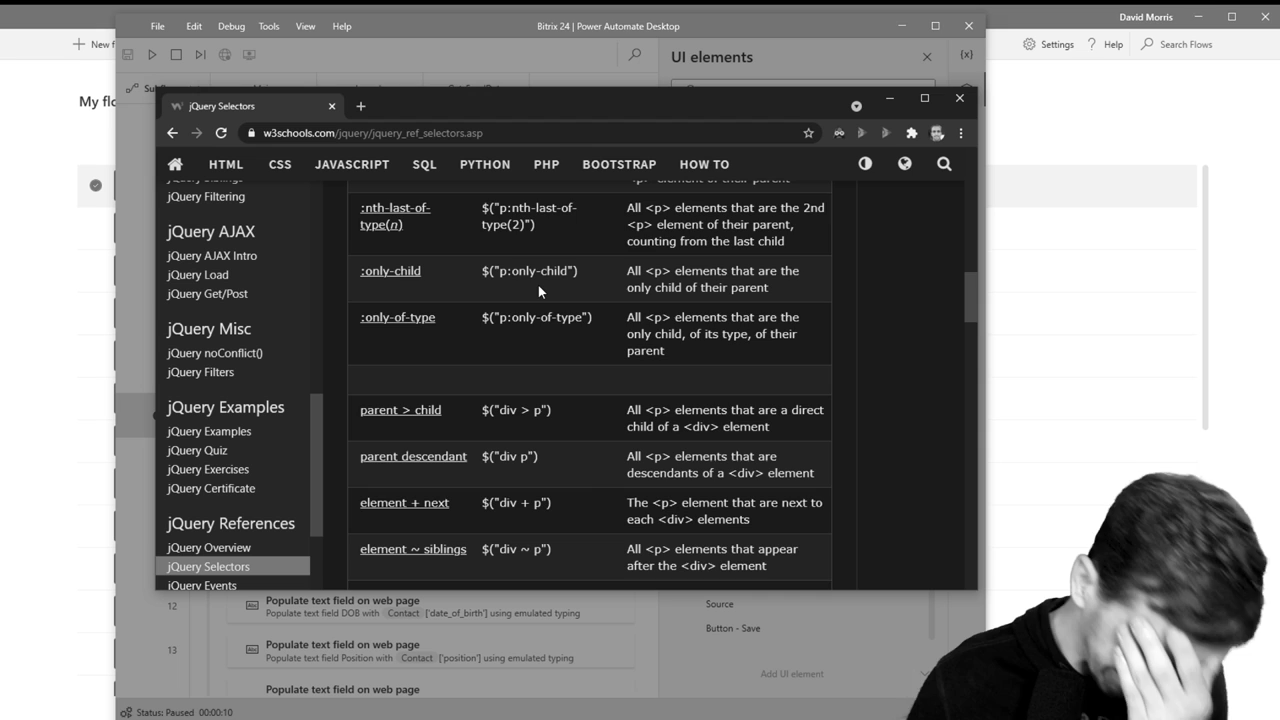 David Morris
File Edit Debug Tools View Help
Bitrix 24 | Power Automate Desktop
New f
Settings
Help
Search Flows
UI elements
{x}
Sub
My flo
jQuery Selectors
w3schools.com/jquery/jquery_ref_selectors.asp
HTML CSS JAVASCRIPT SQL PYTHON PHP BOOTSTRAP HOW TO
jQuery Filtering
jQuery AJAX
jQuery AJAX Intro
jQuery Load
jQuery Get/Post
jQuery Misc
jQuery noConflict()
jQuery Filters
jQuery Examples
jQuery Examples
jQuery Quiz
jQuery Exercises
jQuery Certificate
jQuery References
jQuery Overview
jQuery Selectors
jQuery Events
<p> element of their parent
:nth-last-of-
type(n)
$("p:nth-last-of-
type(2)")
All <p> elements that are the 2nd
<p> element of their parent,
counting from the last child
:only-child
$("p:only-child")
All <p> elements that are the
only child of their parent
:only-of-type
$("p:only-of-type")
All <p> elements that are the
only child, of its type, of their
parent
parent > child
$("div > p")
All <p> elements that are a direct
child of a <div> element
parent descendant
$("div p")
All <p> elements that are
descendants of a <div> element
element + next
$("div + p")
The <p> element that are next to
each <div> elements
element ~ siblings
$("div ~ p")
All <p> elements that appear
after the <div> element
12
Populate text field on web page
Populate text field DOB with Contact ['date_of_birth'] using emulated typing
13
Populate text field on web page
Populate text field Position with Contact ['position'] using emulated typing
Populate text field on web page
Source
Button - Save
Add UI element
Status: Paused 00:00:10